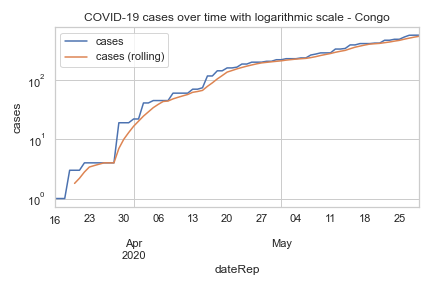 COVID-19 cases over time with logarithmic scale - Congo
cases
cases (rolling)
cases
10²
10¹
10⁰
16 23 30 06 13 20 27 04 11 18 25
Apr May
2020
dateRep